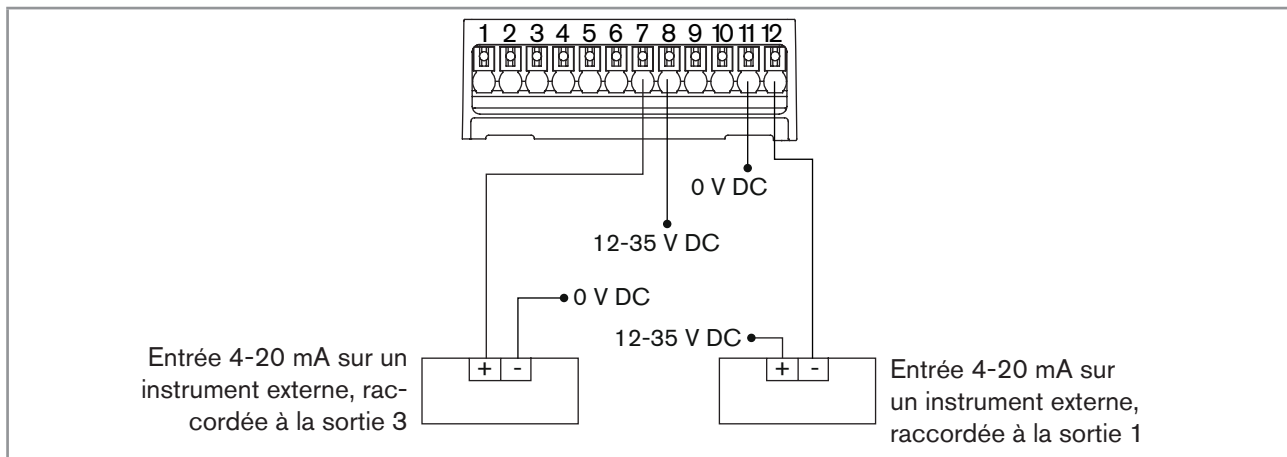 1 2 3 4 5 6 7 8 9 10 11 12
0 V DC
12-35 V DC
0 V DC
12-35 V DC
Entrée 4-20 mA sur un
instrument externe, rac-
cordée à la sortie 3
+ -
+ -
Entrée 4-20 mA sur
un instrument externe,
raccordée à la sortie 1